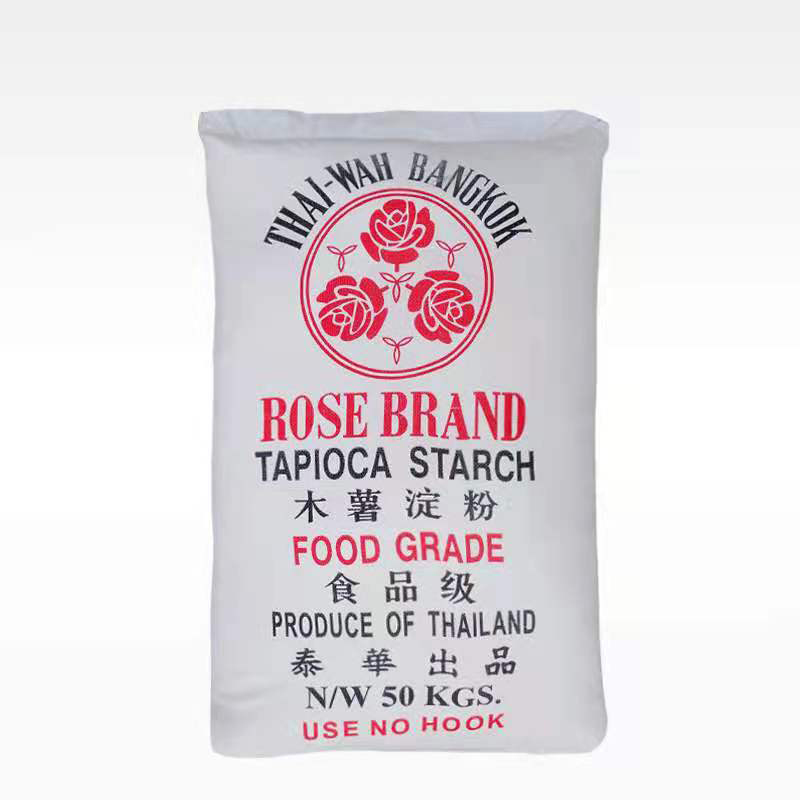 THAI-WAH BANGKOK
ROSE BRAND
TAPIOCA STARCH
木薯淀粉
FOOD GRADE
食品级
PRODUCE OF THAILAND
泰華出品
N/W 50 KGS.
USE NO HOOK